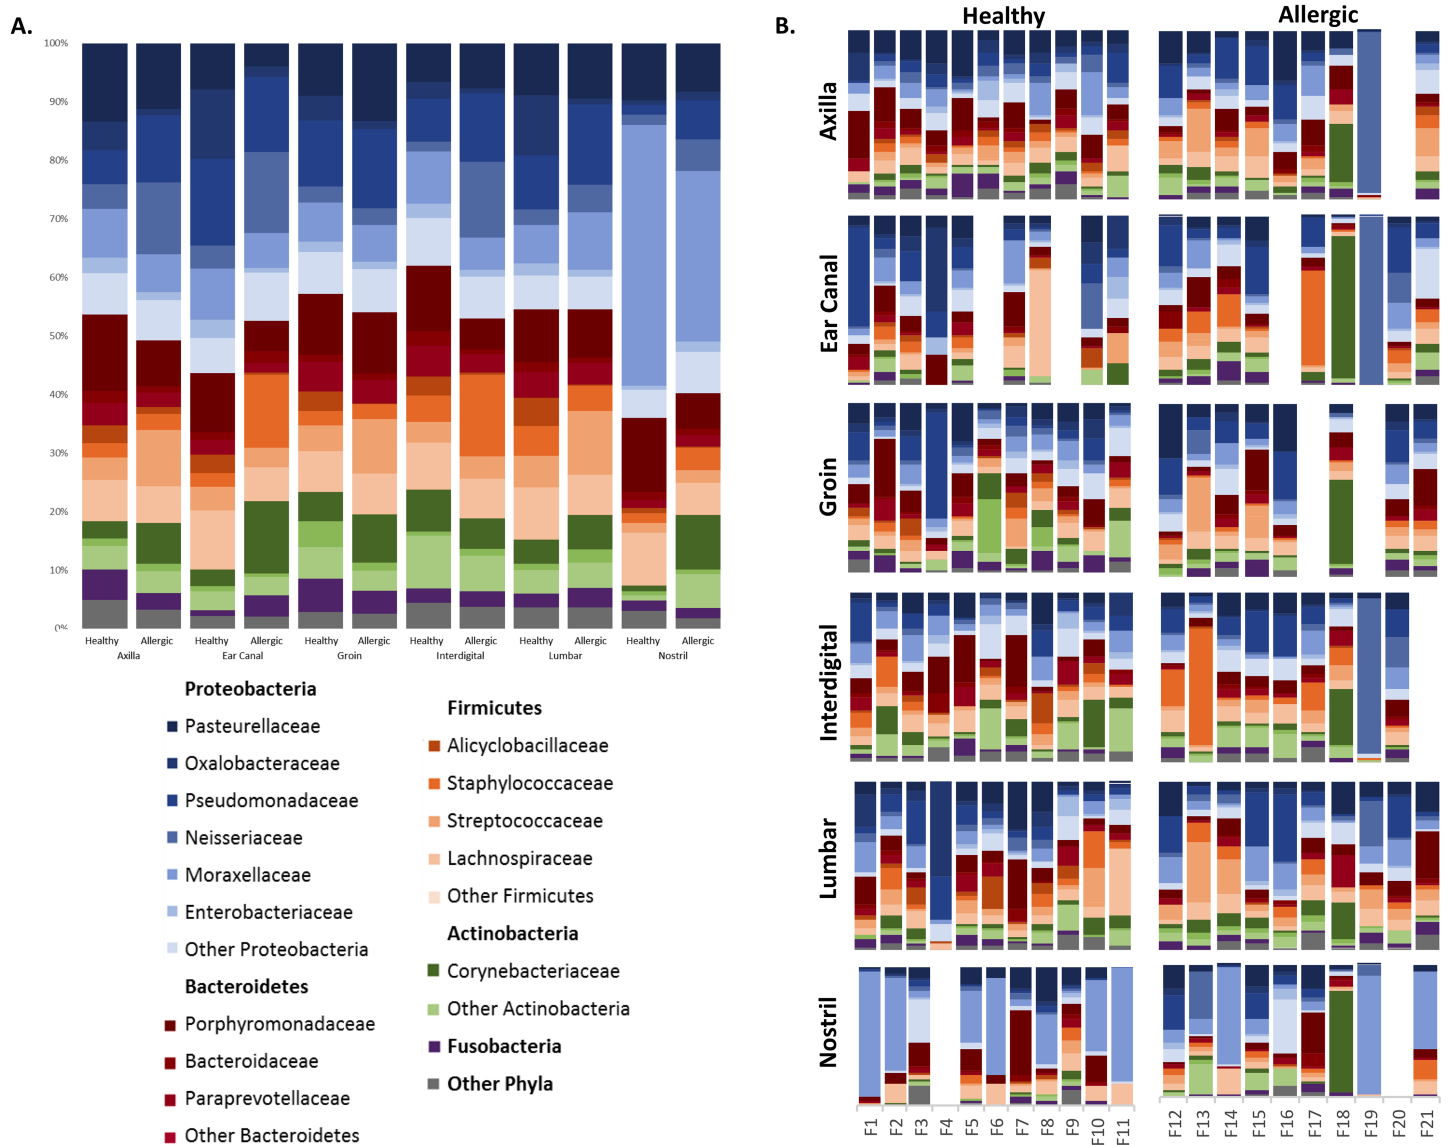 A.
100%
90%
80%
70%
60%
50%
40%
30%
20%
10%
0%
Healthy Allergic Healthy Allergic Healthy Allergic Healthy Allergic Healthy Allergic Healthy Allergic
Axilla Ear Canal Groin Interdigital Lumbar Nostril
Proteobacteria
Pasteurellaceae
Oxalobacteraceae
Pseudomonadaceae
Neisseriaceae
Moraxellaceae
Enterobacteriaceae
Other Proteobacteria
Bacteroidetes
Porphyromonadaceae
Bacteroidaceae
Paraprevotellaceae
Other Bacteroidetes
Firmicutes
Alicyclobacillaceae
Staphylococcaceae
Streptococcaceae
Lachnospiraceae
Other Firmicutes
Actinobacteria
Corynebacteriaceae
Other Actinobacteria
Fusobacteria
Other Phyla
B.
Healthy Allergic
Axilla
Ear Canal
Groin
Interdigital
Lumbar
Nostril
F1 F2 F3 F4 F5 F6 F7 F8 F9 F10 F11 F12 F13 F14 F15 F16 F17 F18 F19 F20 F21